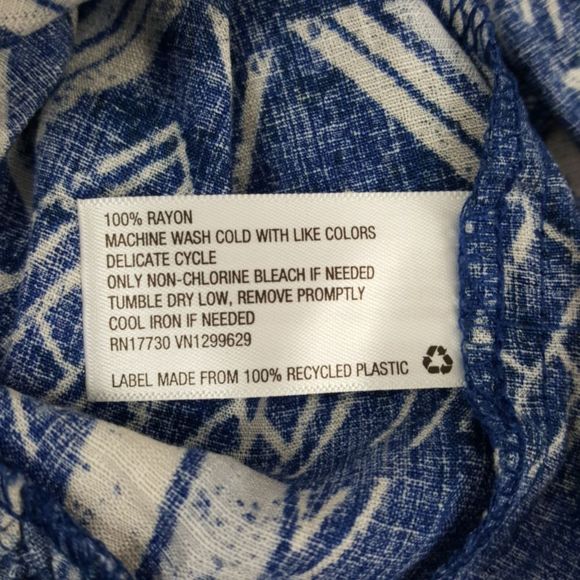 100% RAYON
MACHINE WASH COLD WITH LIKE COLORS
DELICATE CYCLE
ONLY NON-CHLORINE BLEACH IF NEEDED
TUMBLE DRY LOW, REMOVE PROMPTLY
COOL IRON IF NEEDED
RN17730 VN1299629
LABEL MADE FROM 100% RECYCLED PLASTIC